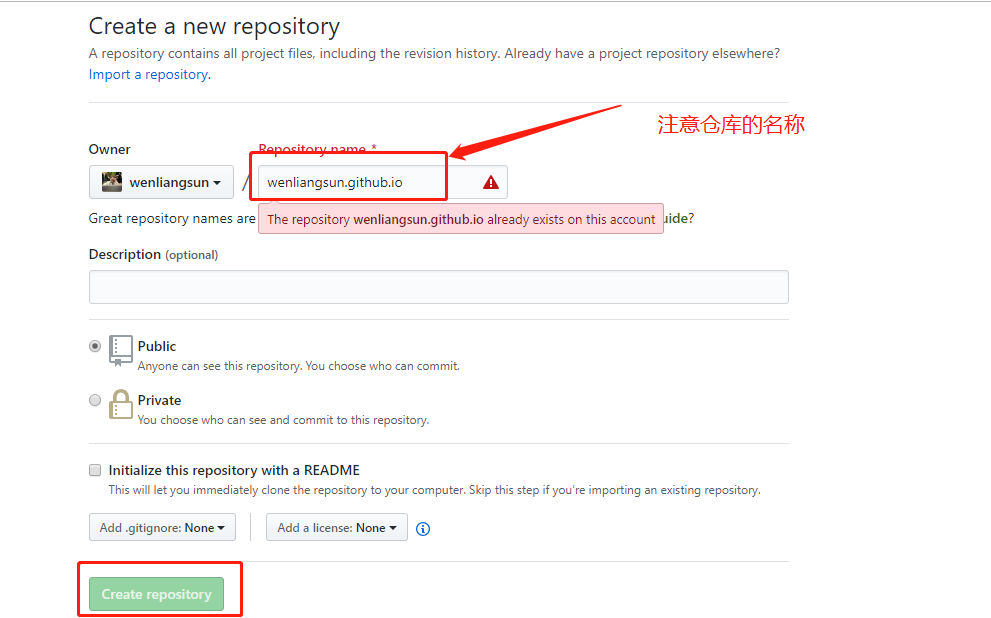 Create a new repository
A repository contains all project files, including the revision history. Already have a project repository elsewhere?
Import a repository.
注意仓库的名称
Owner
Repository name *
wenliangsun
/
wenliangsun.github.io
Great repository names are
The repository wenliangsun.github.io already exists on this account
uide?
Description (optional)
Public
Anyone can see this repository. You choose who can commit.
Private
You choose who can see and commit to this repository.
Initialize this repository with a README
This will let you immediately clone the repository to your computer. Skip this step if you're importing an existing repository.
Add .gitignore: None
Add a license: None
Create repository